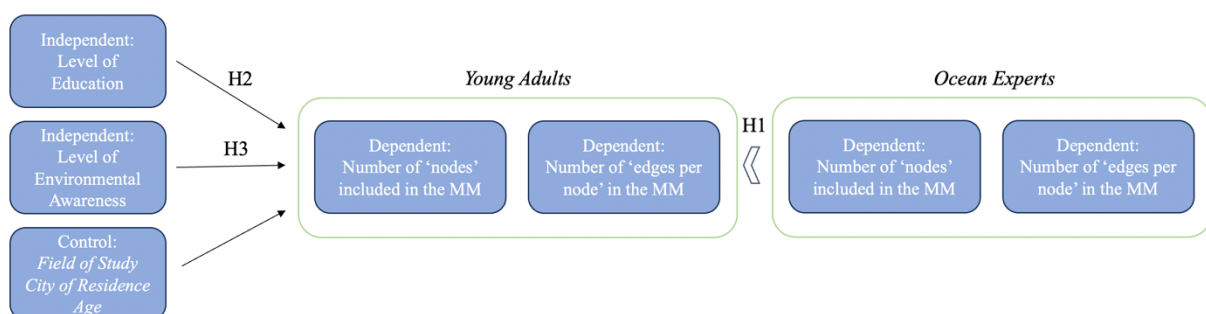 Independent:
Level of
Education
H2
Independent:
Level of
Environmental
Awareness
H3
Control:
Field of Study
City of Residence
Age
Young Adults
Dependent:
Number of ‘nodes’
included in the MM
Dependent:
Number of ‘edges per
node’ in the MM
H1
Ocean Experts
Dependent:
Number of ‘nodes’
included in the MM
Dependent:
Number of ‘edges per
node’ in the MM